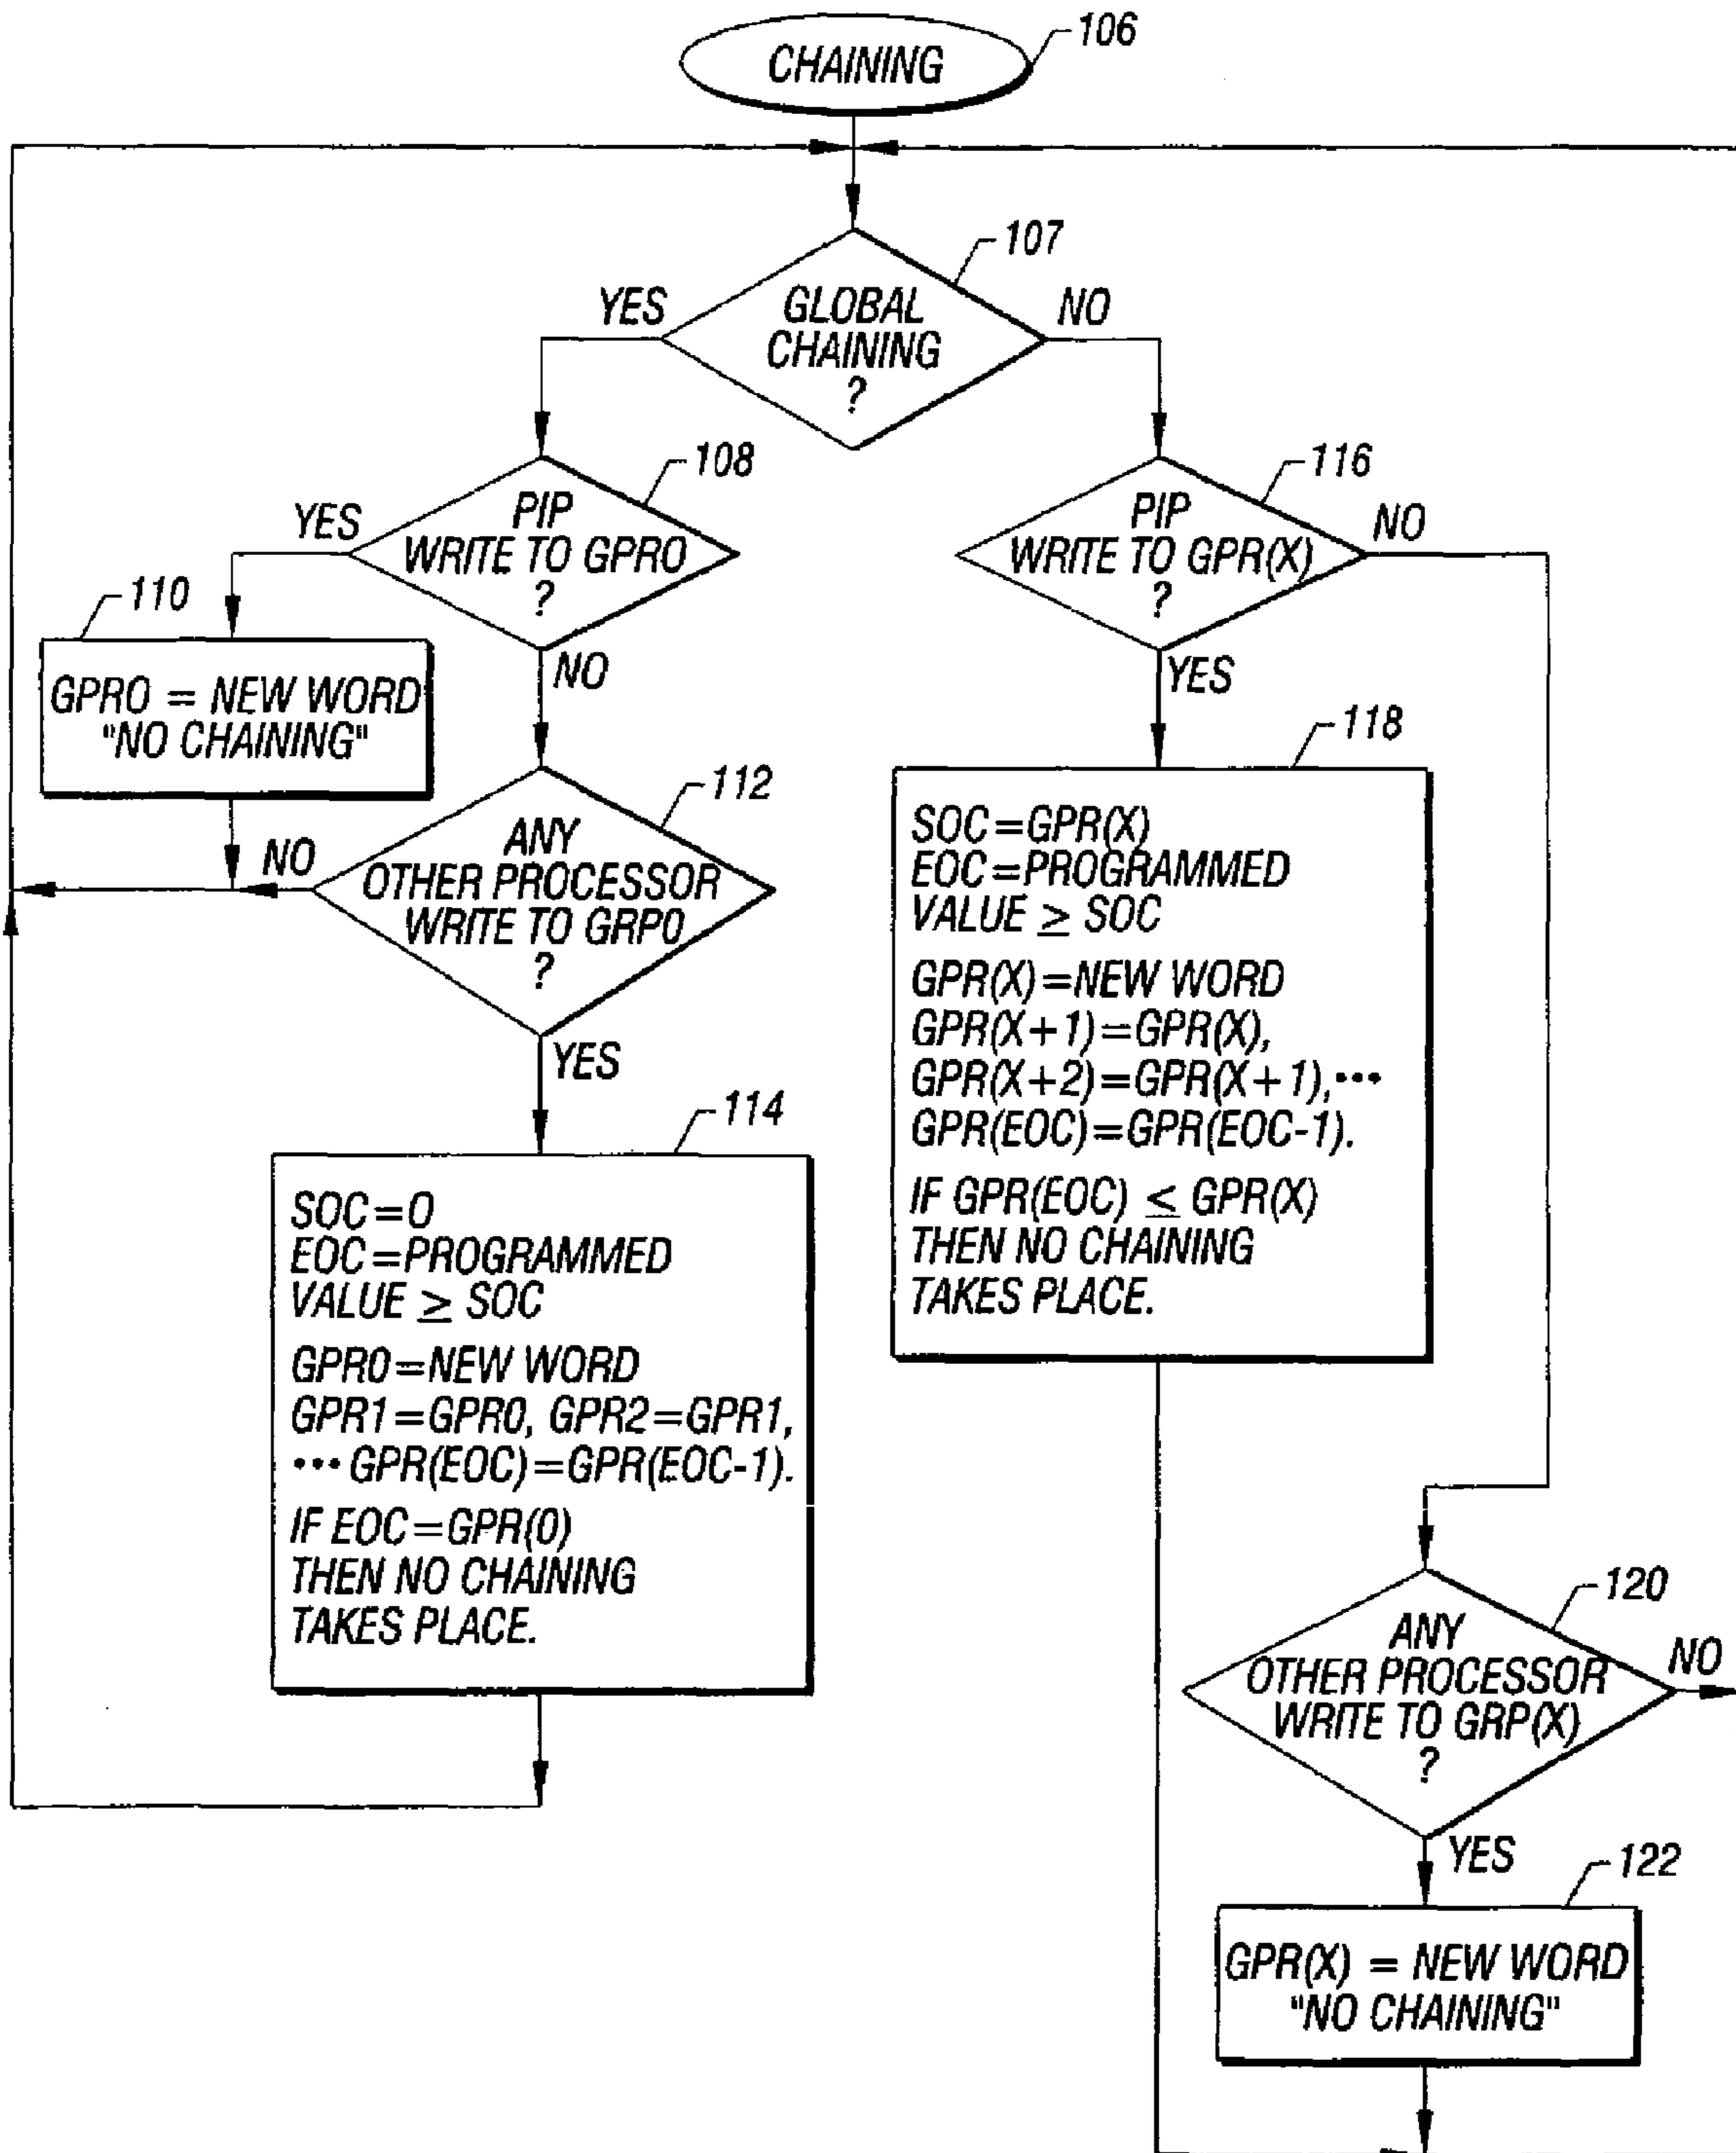 CHAINING
106
GLOBAL
CHAINING
?
107
YES
NO
PIP
WRITE TO GPR0
?
108
YES
NO
110
GPR0 = NEW WORD
"NO CHAINING"
ANY
OTHER PROCESSOR
WRITE TO GRP0
?
112
NO
YES
114
SOC=0
EOC=PROGRAMMED
VALUE ≥ SOC
GPR0=NEW WORD
GPR1=GPR0, GPR2=GPR1,
••• GPR(EOC)=GPR(EOC-1).
IF EOC=GPR(0)
THEN NO CHAINING
TAKES PLACE.
PIP
WRITE TO GPR(X)
?
116
NO
YES
118
SOC=GPR(X)
EOC=PROGRAMMED
VALUE ≥ SOC
GPR(X)=NEW WORD
GPR(X+1)=GPR(X),
GPR(X+2)=GPR(X+1),•••
GPR(EOC)=GPR(EOC-1).
IF GPR(EOC) ≤ GPR(X)
THEN NO CHAINING
TAKES PLACE.
ANY
OTHER PROCESSOR
WRITE TO GRP(X)
?
120
NO
YES
122
GPR(X) = NEW WORD
"NO CHAINING"